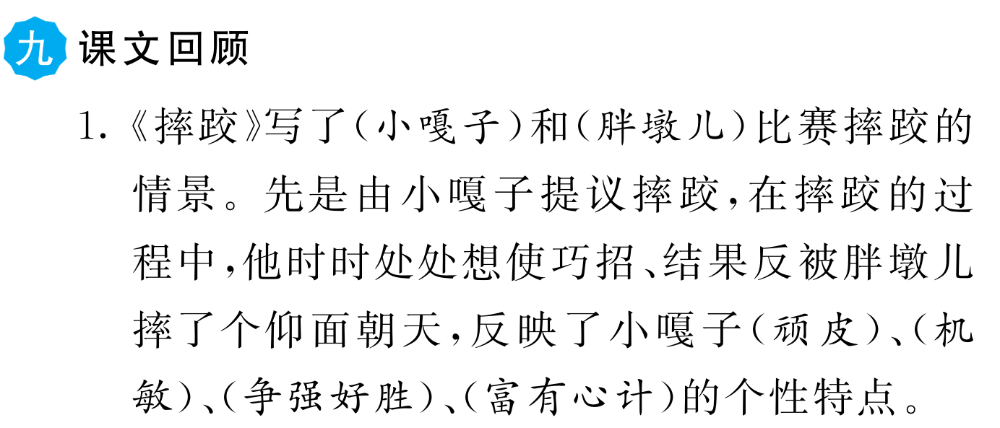 九 课文回顾
1. 《摔跤》写了(小嘎子)和(胖墩儿)比赛摔跤的
情景。先是由小嘎子提议摔跤,在摔跤的过
程中,他时时处处想使巧招、结果反被胖墩儿
摔了个仰面朝天,反映了小嘎子(顽皮)、(机
敏)、(争强好胜)、(富有心计)的个性特点。